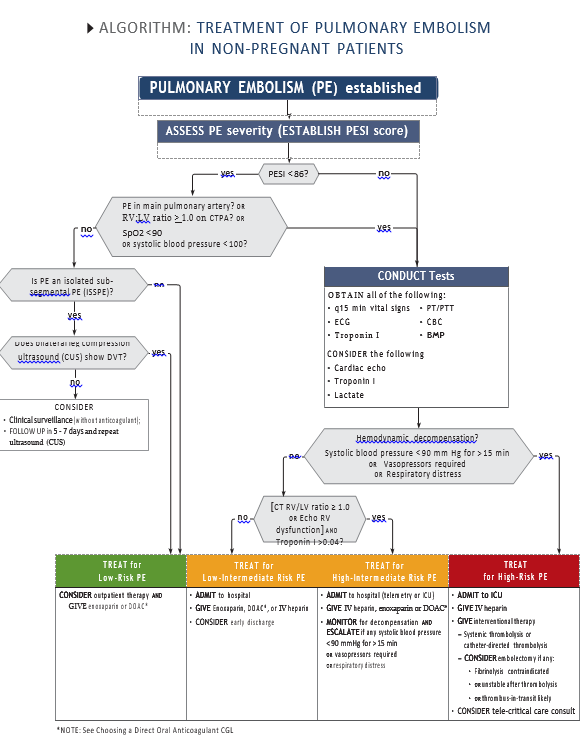 ALGORITHM: TREATMENT OF PULMONARY EMBOLISM
IN NON-PREGNANT PATIENTS
PULMONARY EMBOLISM (PE) established
ASSESS PE severity (ESTABLISH PESI score)
PESI <86?
yes
no
PE in main pulmonary artery? OR
RV:LV ratio ≥ 1.0 on CTPA? OR
SpO2 <90
OR systolic blood pressure <100?
no
yes
Is PE an isolated sub-
segmental PE (ISSPE)?
no
yes
Does bilateral leg compression
ultrasound (CUS) show DVT?
yes
no
CONSIDER
• Clinical surveillance (without anticoagulant);
• FOLLOW UP in 5 - 7 days and repeat
ultrasound (CUS)
CONDUCT Tests
OBTAIN all of the following:
• q15 min vital signs • PT/PTT
• ECG • CBC
• Troponin I • BMP
CONSIDER the following
• Cardiac echo
• Troponin I
• Lactate
Hemodynamic decompensation?
Systolic blood pressure <90 mm Hg for >15 min
OR Vasopressors required
OR Respiratory distress
no
yes
[CT RV/LV ratio ≥ 1.0
OR Echo RV
dysfunction] AND
Troponin I >0.04?
no
yes
TREAT for
Low-Risk PE
CONSIDER outpatient therapy AND
GIVE enoxaparin or DOAC*
TREAT for
Low-Intermediate Risk PE
• ADMIT to hospital
• GIVE Enoxaparin, DOAC*, or IV heparin
• CONSIDER early discharge
TREAT for
High-Intermediate Risk PE
• ADMIT to hospital (telemetry or ICU)
• GIVE IV heparin, enoxaparin or DOAC*
• MONITOR for decompensation AND
ESCALATE if any systolic blood pressure
<90 mmHg for >15 min
OR vasopressors required
OR respiratory distress
TREAT
for High-Risk PE
• ADMIT to ICU
• GIVE IV heparin
• GIVE interventional therapy
– Systemic thrombolysis or
catheter-directed thrombolysis
– CONSIDER embolectomy if any:
• Fibrinolysis contraindicated
• OR unstable after thrombolysis
• OR thrombus-in-transit likely
• CONSIDER tele-critical care consult
*NOTE: See Choosing a Direct Oral Anticoagulant CGL